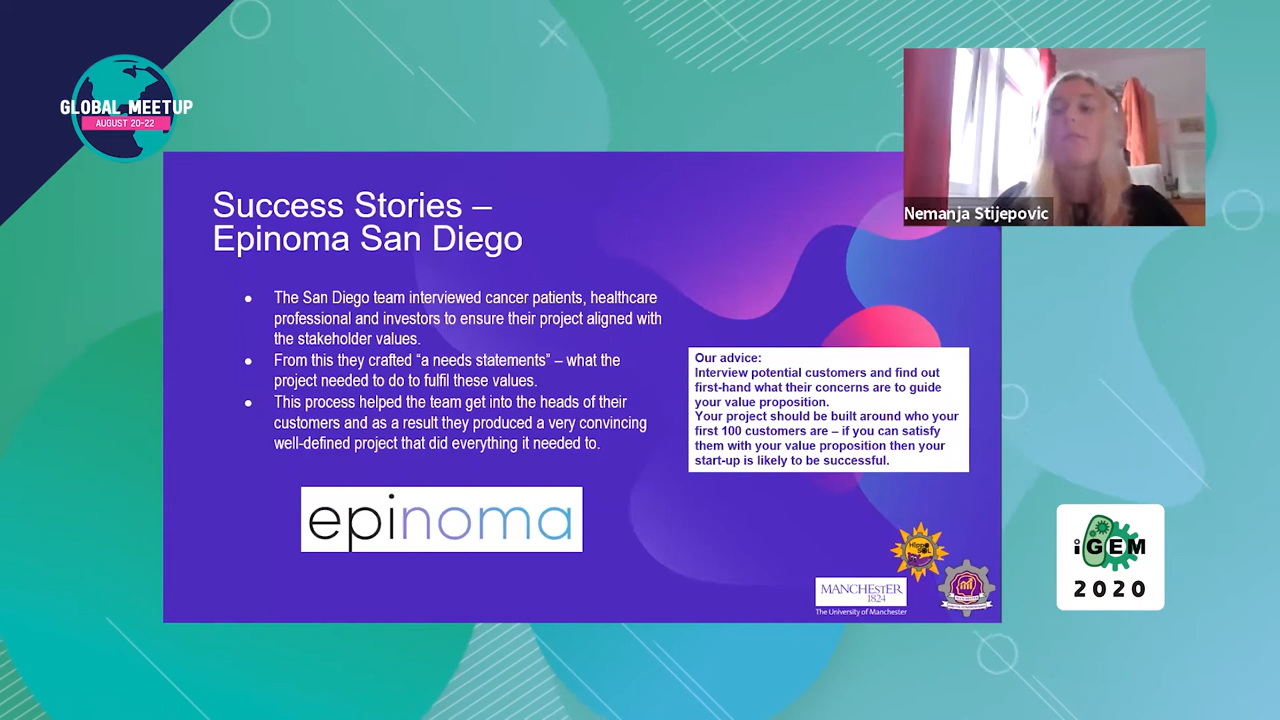 GLOBAL MEETUP
AUGUST 20-22
Nemanja Stijepovic
Success Stories –
Epinoma San Diego
● The San Diego team interviewed cancer patients, healthcare
professional and investors to ensure their project aligned with
the stakeholder values.
● From this they crafted “a needs statements” – what the
project needed to do to fulfil these values.
● This process helped the team get into the heads of their
customers and as a result they produced a very convincing
well-defined project that did everything it needed to.
Our advice:
Interview potential customers and find out
first-hand what their concerns are to guide
your value proposition.
Your project should be built around who your
first 100 customers are – if you can satisfy
them with your value proposition then your
start-up is likely to be successful.
epinoma
Hippo
SOL
MANCHESTER
1824
The University of Manchester
iGEM
2020